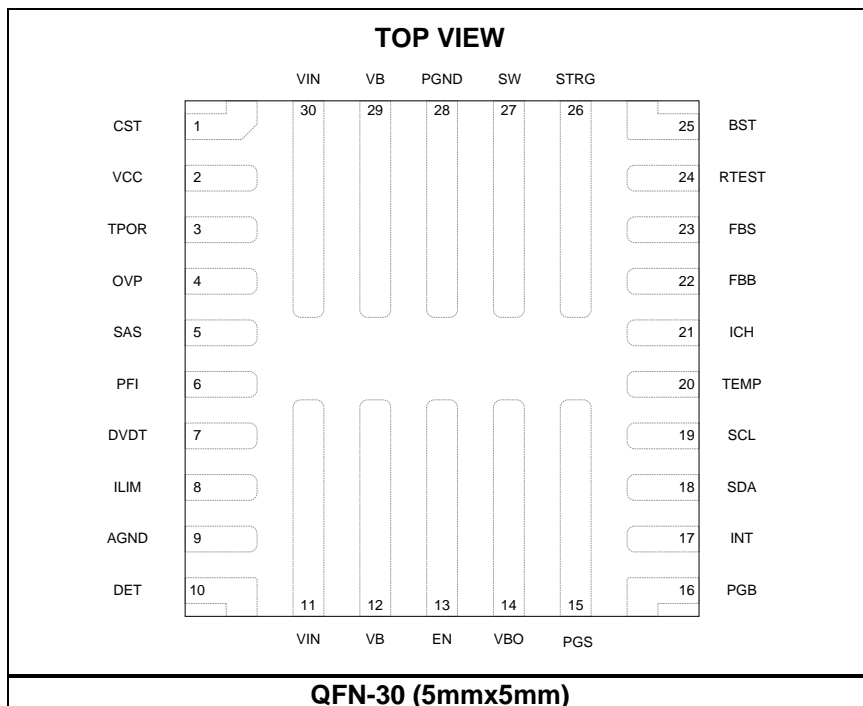 TOP VIEW
VIN VB PGND SW STRG
30 29 28 27 26
CST 1 25 BST
VCC 2 24 RTEST
TPOR 3 23 FBS
OVP 4 22 FBB
SAS 5 21 ICH
PFI 6 20 TEMP
DVDT 7 19 SCL
ILIM 8 18 SDA
AGND 9 17 INT
DET 10 16 PGB
11 12 13 14 15
VIN VB EN VBO PGS
QFN-30 (5mmx5mm)